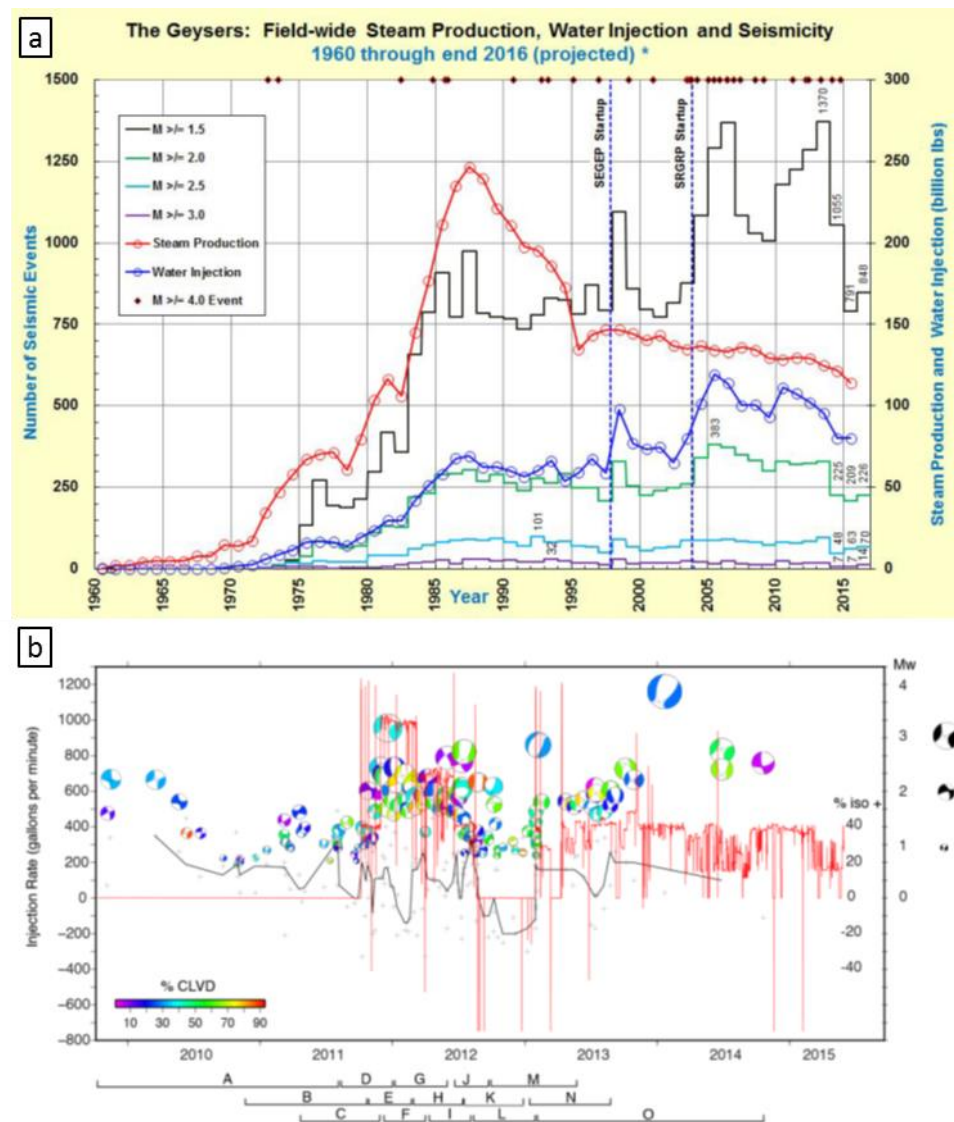 a
The Geysers: Field-wide Steam Production, Water Injection and Seismicity
1960 through end 2016 (projected) *
1500
1250
1000
750
500
250
0
Number of Seismic Events
300
250
200
150
100
50
0
Steam Production and Water Injection (billion lbs)
M >/= 1.5
M >/= 2.0
M >/= 2.5
M >/= 3.0
Steam Production
Water Injection
M >/= 4.0 Event
SEGEP Startup
SRGRP Startup
1370
1055
791
848
383
225
209
226
101
32
48
63
70
7
7
14
1960
1965
1970
1975
1980
1985
1990
1995
2000
2005
2010
2015
Year
b
1200
1000
800
600
400
200
0
−200
−400
−600
−800
Injection Rate (gallons per minute)
Mw
4
3
2
1
0
% iso +
40
20
0
-20
-40
% CLVD
10 30 50 70 90
2010 2011 2012 2013 2014 2015
A D G J M
B E H K N
C F I L O